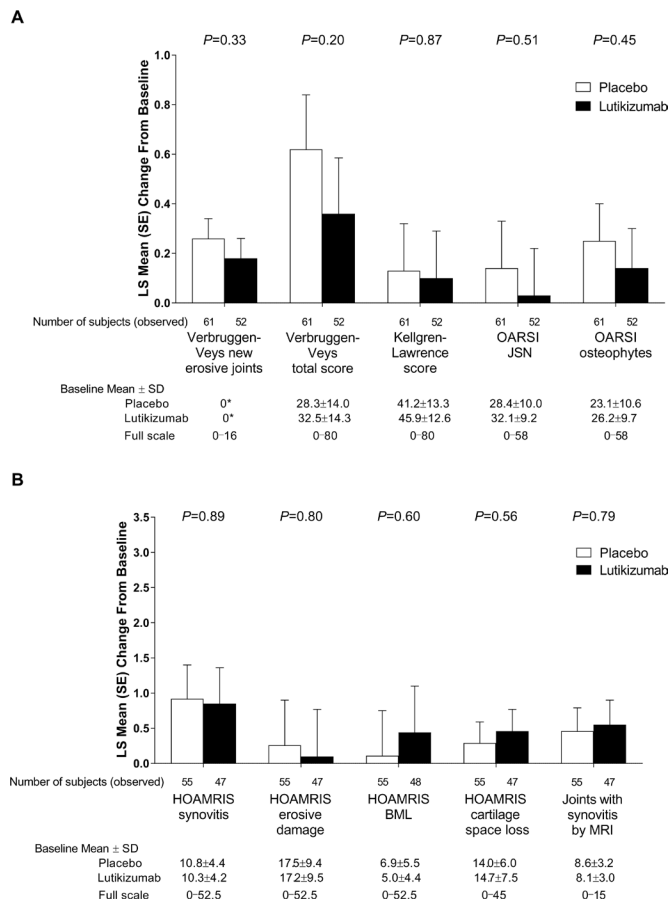 A
P=0.33 P=0.20 P=0.87 P=0.51 P=0.45
Placebo
Lutikizumab
LS Mean (SE) Change From Baseline
1.0
0.8
0.6
0.4
0.2
0.0
Number of subjects (observed) 61 52 61 52 61 52 61 52 61 52
Verbruggen- Verbruggen- Kellgren- OARSI OARSI
Veys new Veys Lawrence JSN osteophytes
erosive joints total score score
Baseline Mean ± SD
Placebo 0* 28.3±14.0 41.2±13.3 28.4±10.0 23.1±10.6
Lutikizumab 0* 32.5±14.3 45.9±12.6 32.1±9.2 26.2±9.7
Full scale 0–16 0–80 0–80 0–58 0–58
B
P=0.89 P=0.80 P=0.60 P=0.56 P=0.79
Placebo
Lutikizumab
LS Mean (SE) Change From Baseline
3.5
3.0
2.5
2.0
1.5
1.0
0.5
0.0
Number of subjects (observed) 55 47 55 47 55 48 55 47 55 47
HOAMRIS HOAMRIS HOAMRIS HOAMRIS Joints with
synovitis erosive BML cartilage synovitis
damage space loss by MRI
Baseline Mean ± SD
Placebo 10.8±4.4 17.5±9.4 6.9±5.5 14.0±6.0 8.6±3.2
Lutikizumab 10.3±4.2 17.2±9.5 5.0±4.4 14.7±7.5 8.1±3.0
Full scale 0–52.5 0–52.5 0–52.5 0–45 0–15